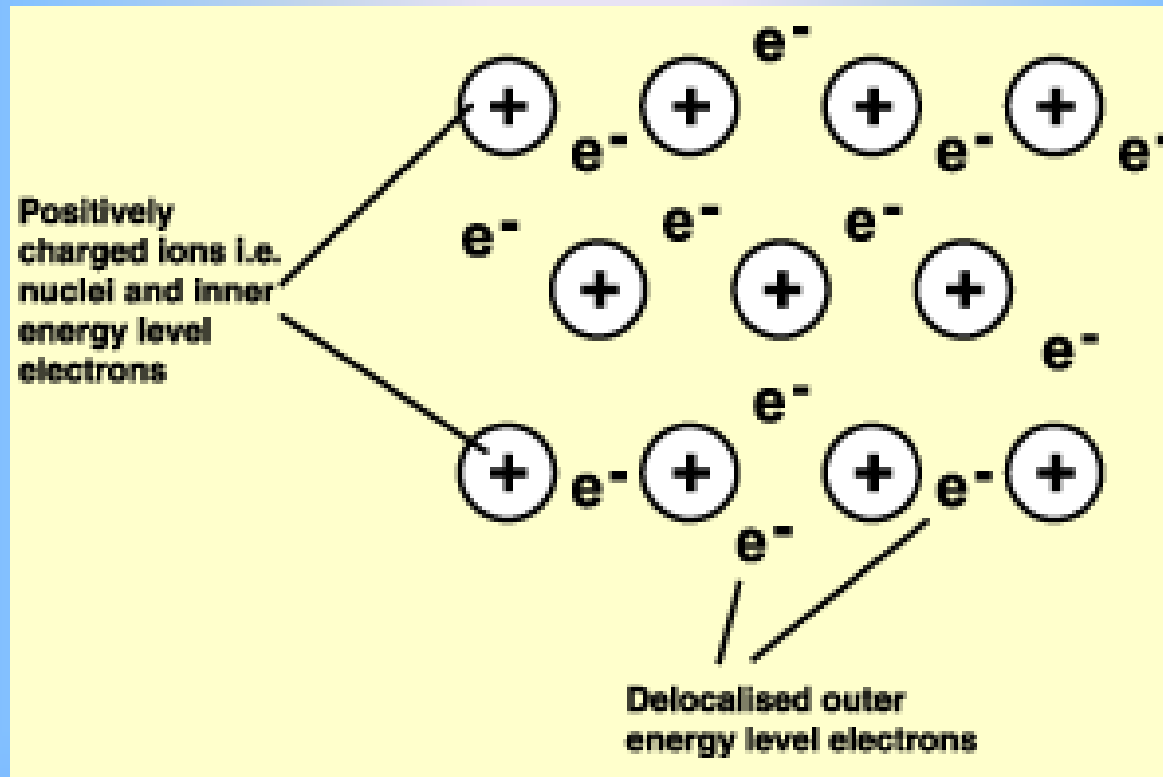 e-
+ + + +
e- e- e-
e- e- e-
Positively
charged ions i.e.
nuclei and inner
energy level
electrons
+ + +
e-
e-
+ + + +
e- e-
e-
Delocalised outer
energy level electrons